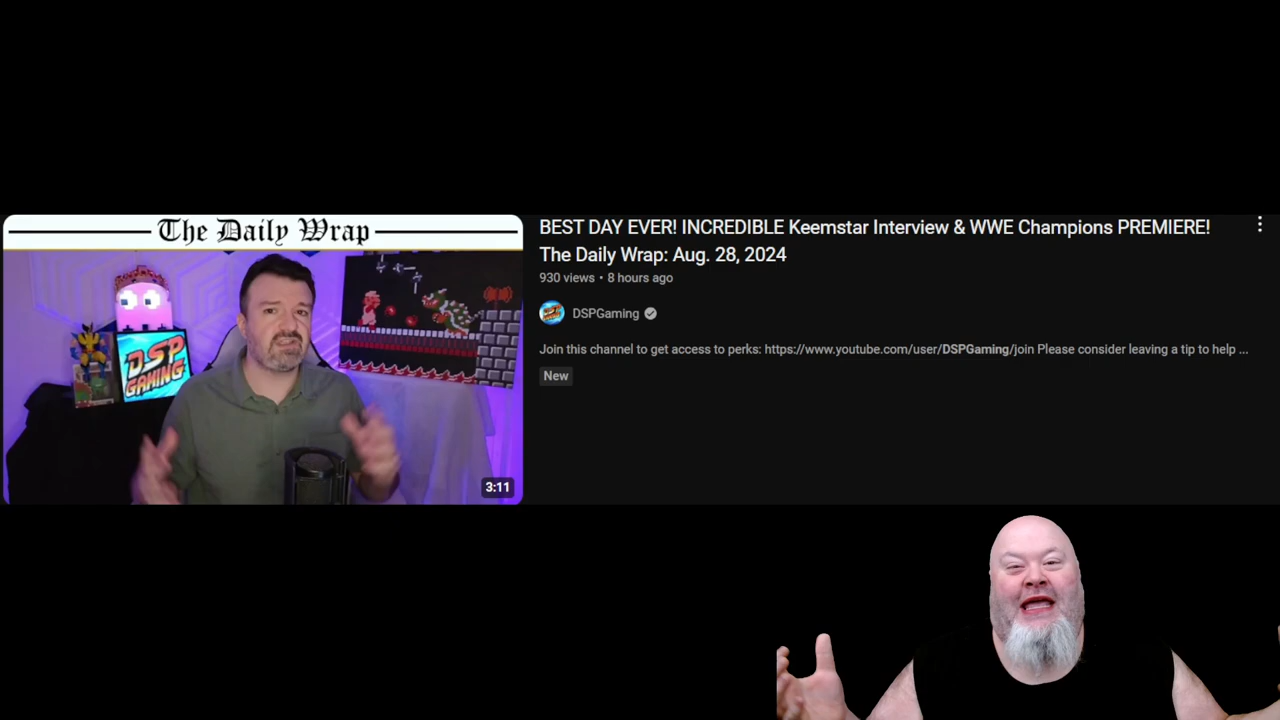 The Daily Wrap
DSP
GAMING
3:11
BEST DAY EVER! INCREDIBLE Keemstar Interview & WWE Champions PREMIERE!
The Daily Wrap: Aug. 28, 2024
930 views • 8 hours ago
DSPGaming
Join this channel to get access to perks: https://www.youtube.com/user/DSPGaming/join Please consider leaving a tip to help ...
New